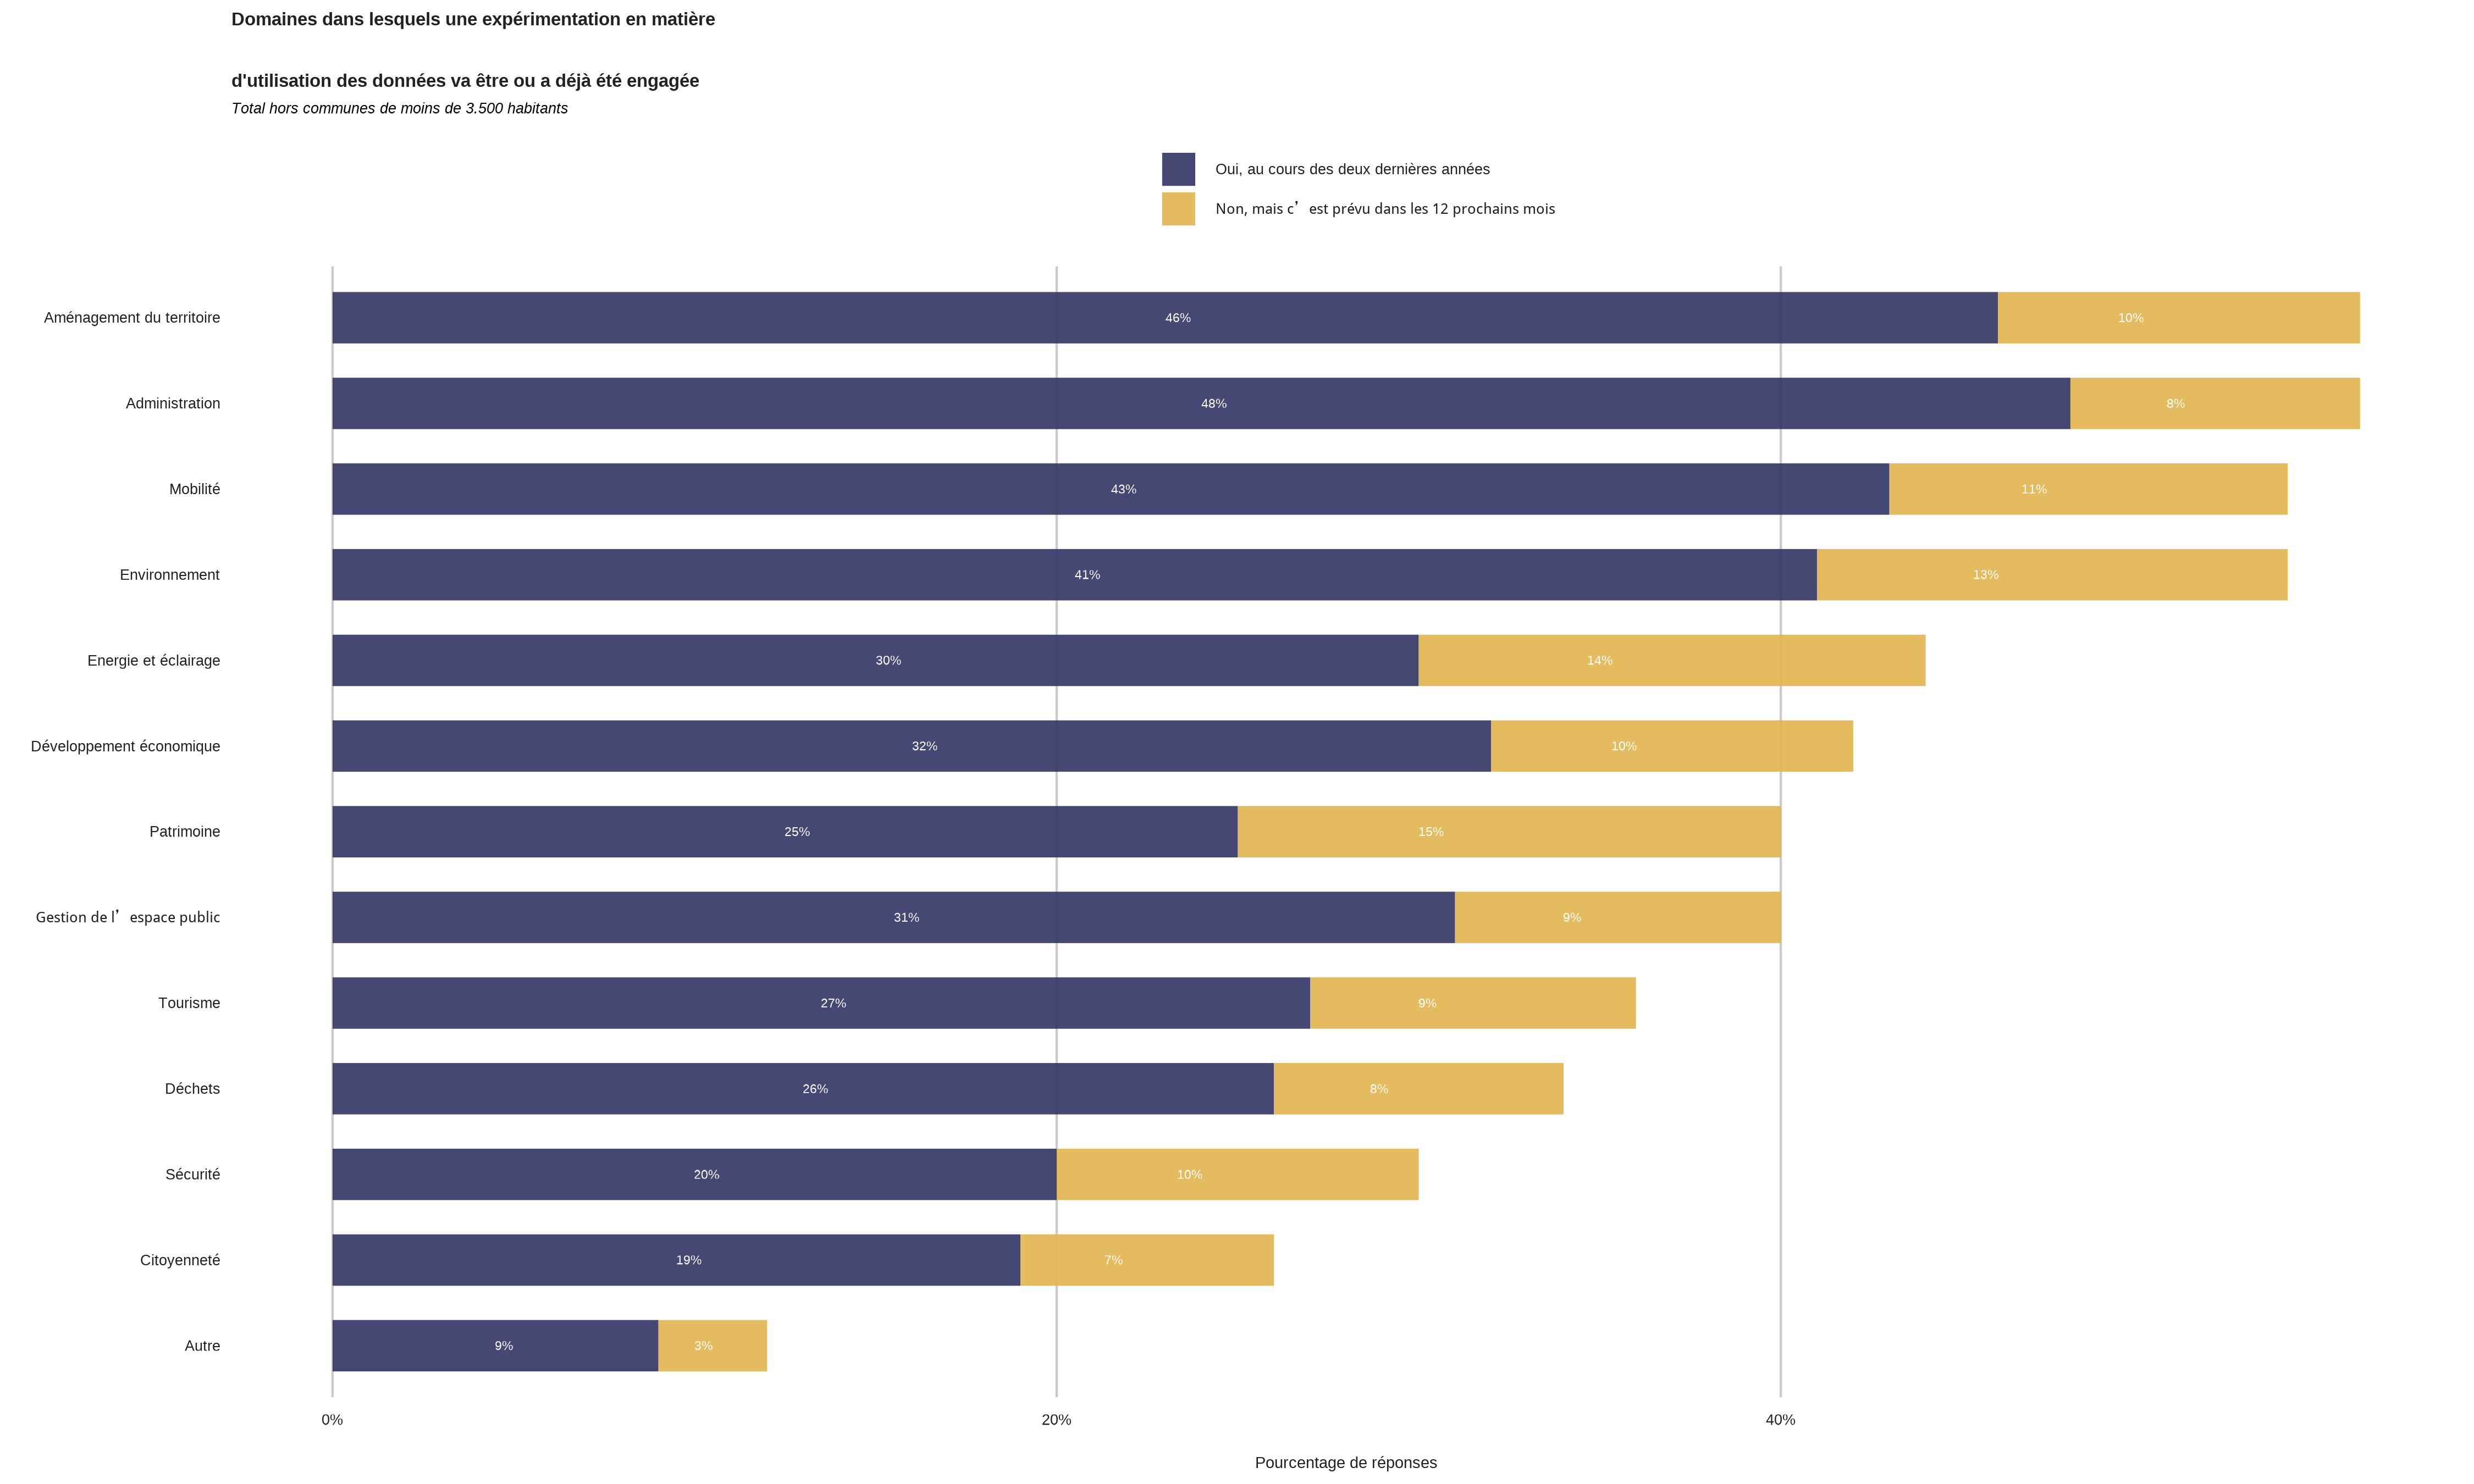 Domaines dans lesquels une expérimentation en matière
d'utilisation des données va être ou a déjà été engagée
Total hors communes de moins de 3.500 habitants
Oui, au cours des deux dernières années
Non, mais c’est prévu dans les 12 prochains mois
Aménagement du territoire 46% 10%
Administration 48% 8%
Mobilité 43% 11%
Environnement 41% 13%
Energie et éclairage 30% 14%
Développement économique 32% 10%
Patrimoine 25% 15%
Gestion de l’espace public 31% 9%
Tourisme 27% 9%
Déchets 26% 8%
Sécurité 20% 10%
Citoyenneté 19% 7%
Autre 9% 3%
0% 20% 40%
Pourcentage de réponses